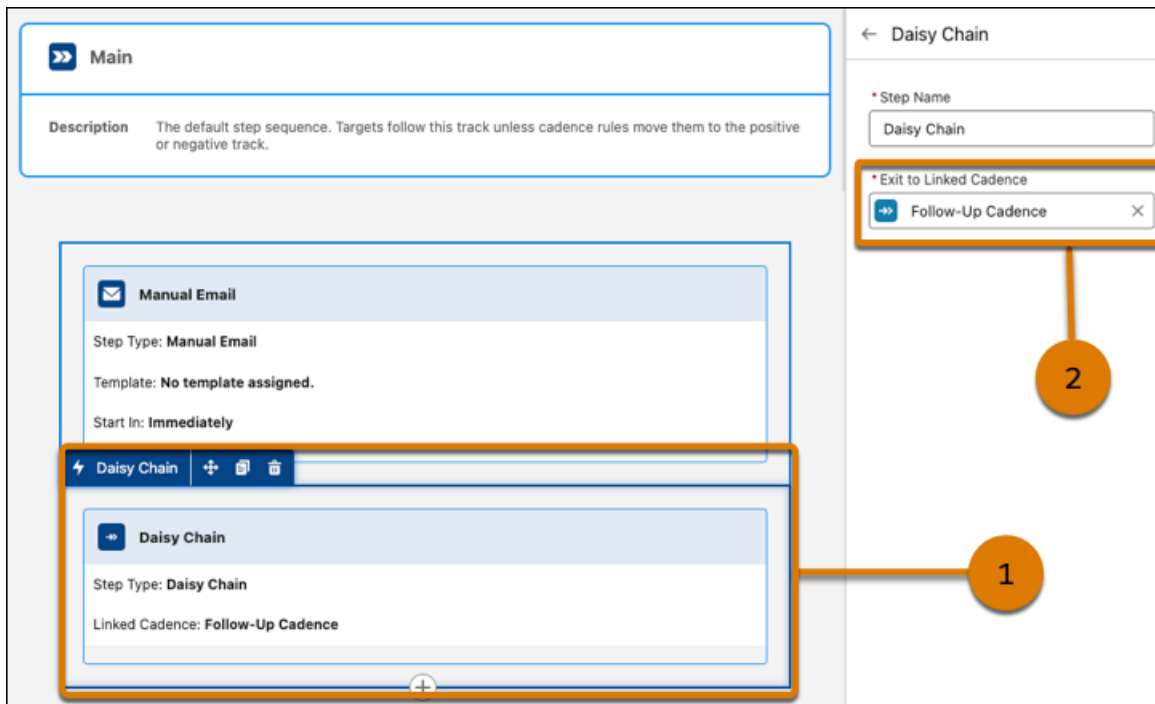 Main
Description
The default step sequence. Targets follow this track unless cadence rules move them to the positive
or negative track.
Manual Email
Step Type: Manual Email
Template: No template assigned.
Start In: Immediately
Daisy Chain
Daisy Chain
Step Type: Daisy Chain
Linked Cadence: Follow-Up Cadence
1
← Daisy Chain
*Step Name
Daisy Chain
*Exit to Linked Cadence
Follow-Up Cadence
2